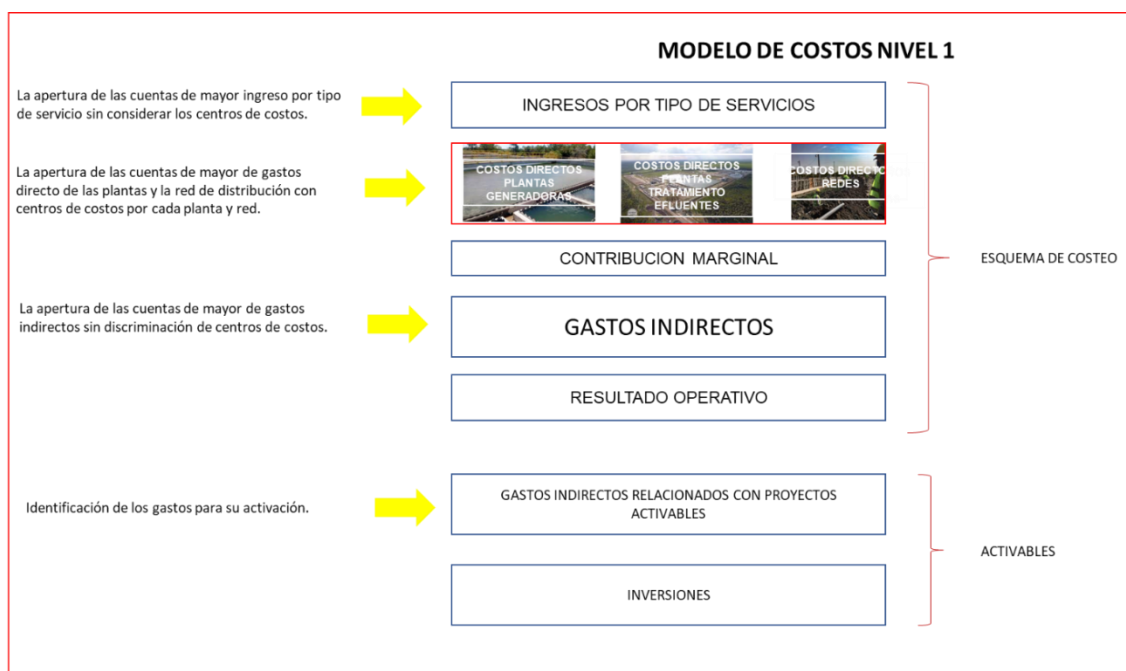 MODELO DE COSTOS NIVEL 1
La apertura de las cuentas de mayor ingreso por tipo
de servicio sin considerar los centros de costos.
INGRESOS POR TIPO DE SERVICIOS
La apertura de las cuentas de mayor de gastos
directo de las plantas y la red de distribución con
centros de costos por cada planta y red.
COSTOS DIRECTOS
PLANTAS
GENERADORAS
COSTOS DIRECTOS
PLANTAS
TRATAMIENTO
EFLUENTES
COSTOS DIRECTOS
REDES
CONTRIBUCION MARGINAL
ESQUEMA DE COSTEO
La apertura de las cuentas de mayor de gastos
indirectos sin discriminación de centros de costos.
GASTOS INDIRECTOS
RESULTADO OPERATIVO
Identificación de los gastos para su activación.
GASTOS INDIRECTOS RELACIONADOS CON PROYECTOS
ACTIVABLES
ACTIVABLES
INVERSIONES